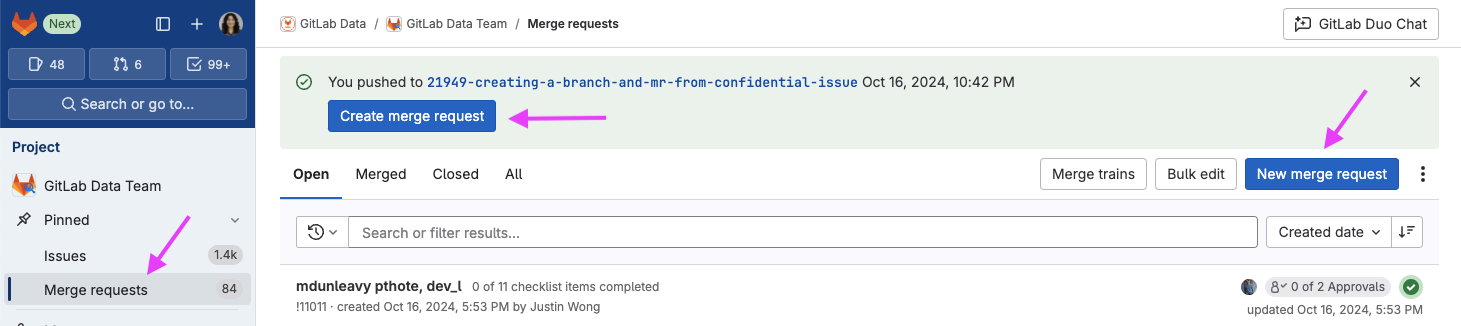 Next
48
6
99+
Search or go to...
Project
GitLab Data Team
Pinned
Issues 1.4k
Merge requests 84
GitLab Data / GitLab Data Team / Merge requests
GitLab Duo Chat
You pushed to 21949-creating-a-branch-and-mr-from-confidential-issue Oct 16, 2024, 10:42 PM
Create merge request
Open Merged Closed All
Merge trains Bulk edit New merge request
Search or filter results...
Created date
mdunleavy pthote, dev_l 0 of 11 checklist items completed
0 of 2 Approvals
!11011 · created Oct 16, 2024, 5:53 PM by Justin Wong
updated Oct 16, 2024, 5:53 PM